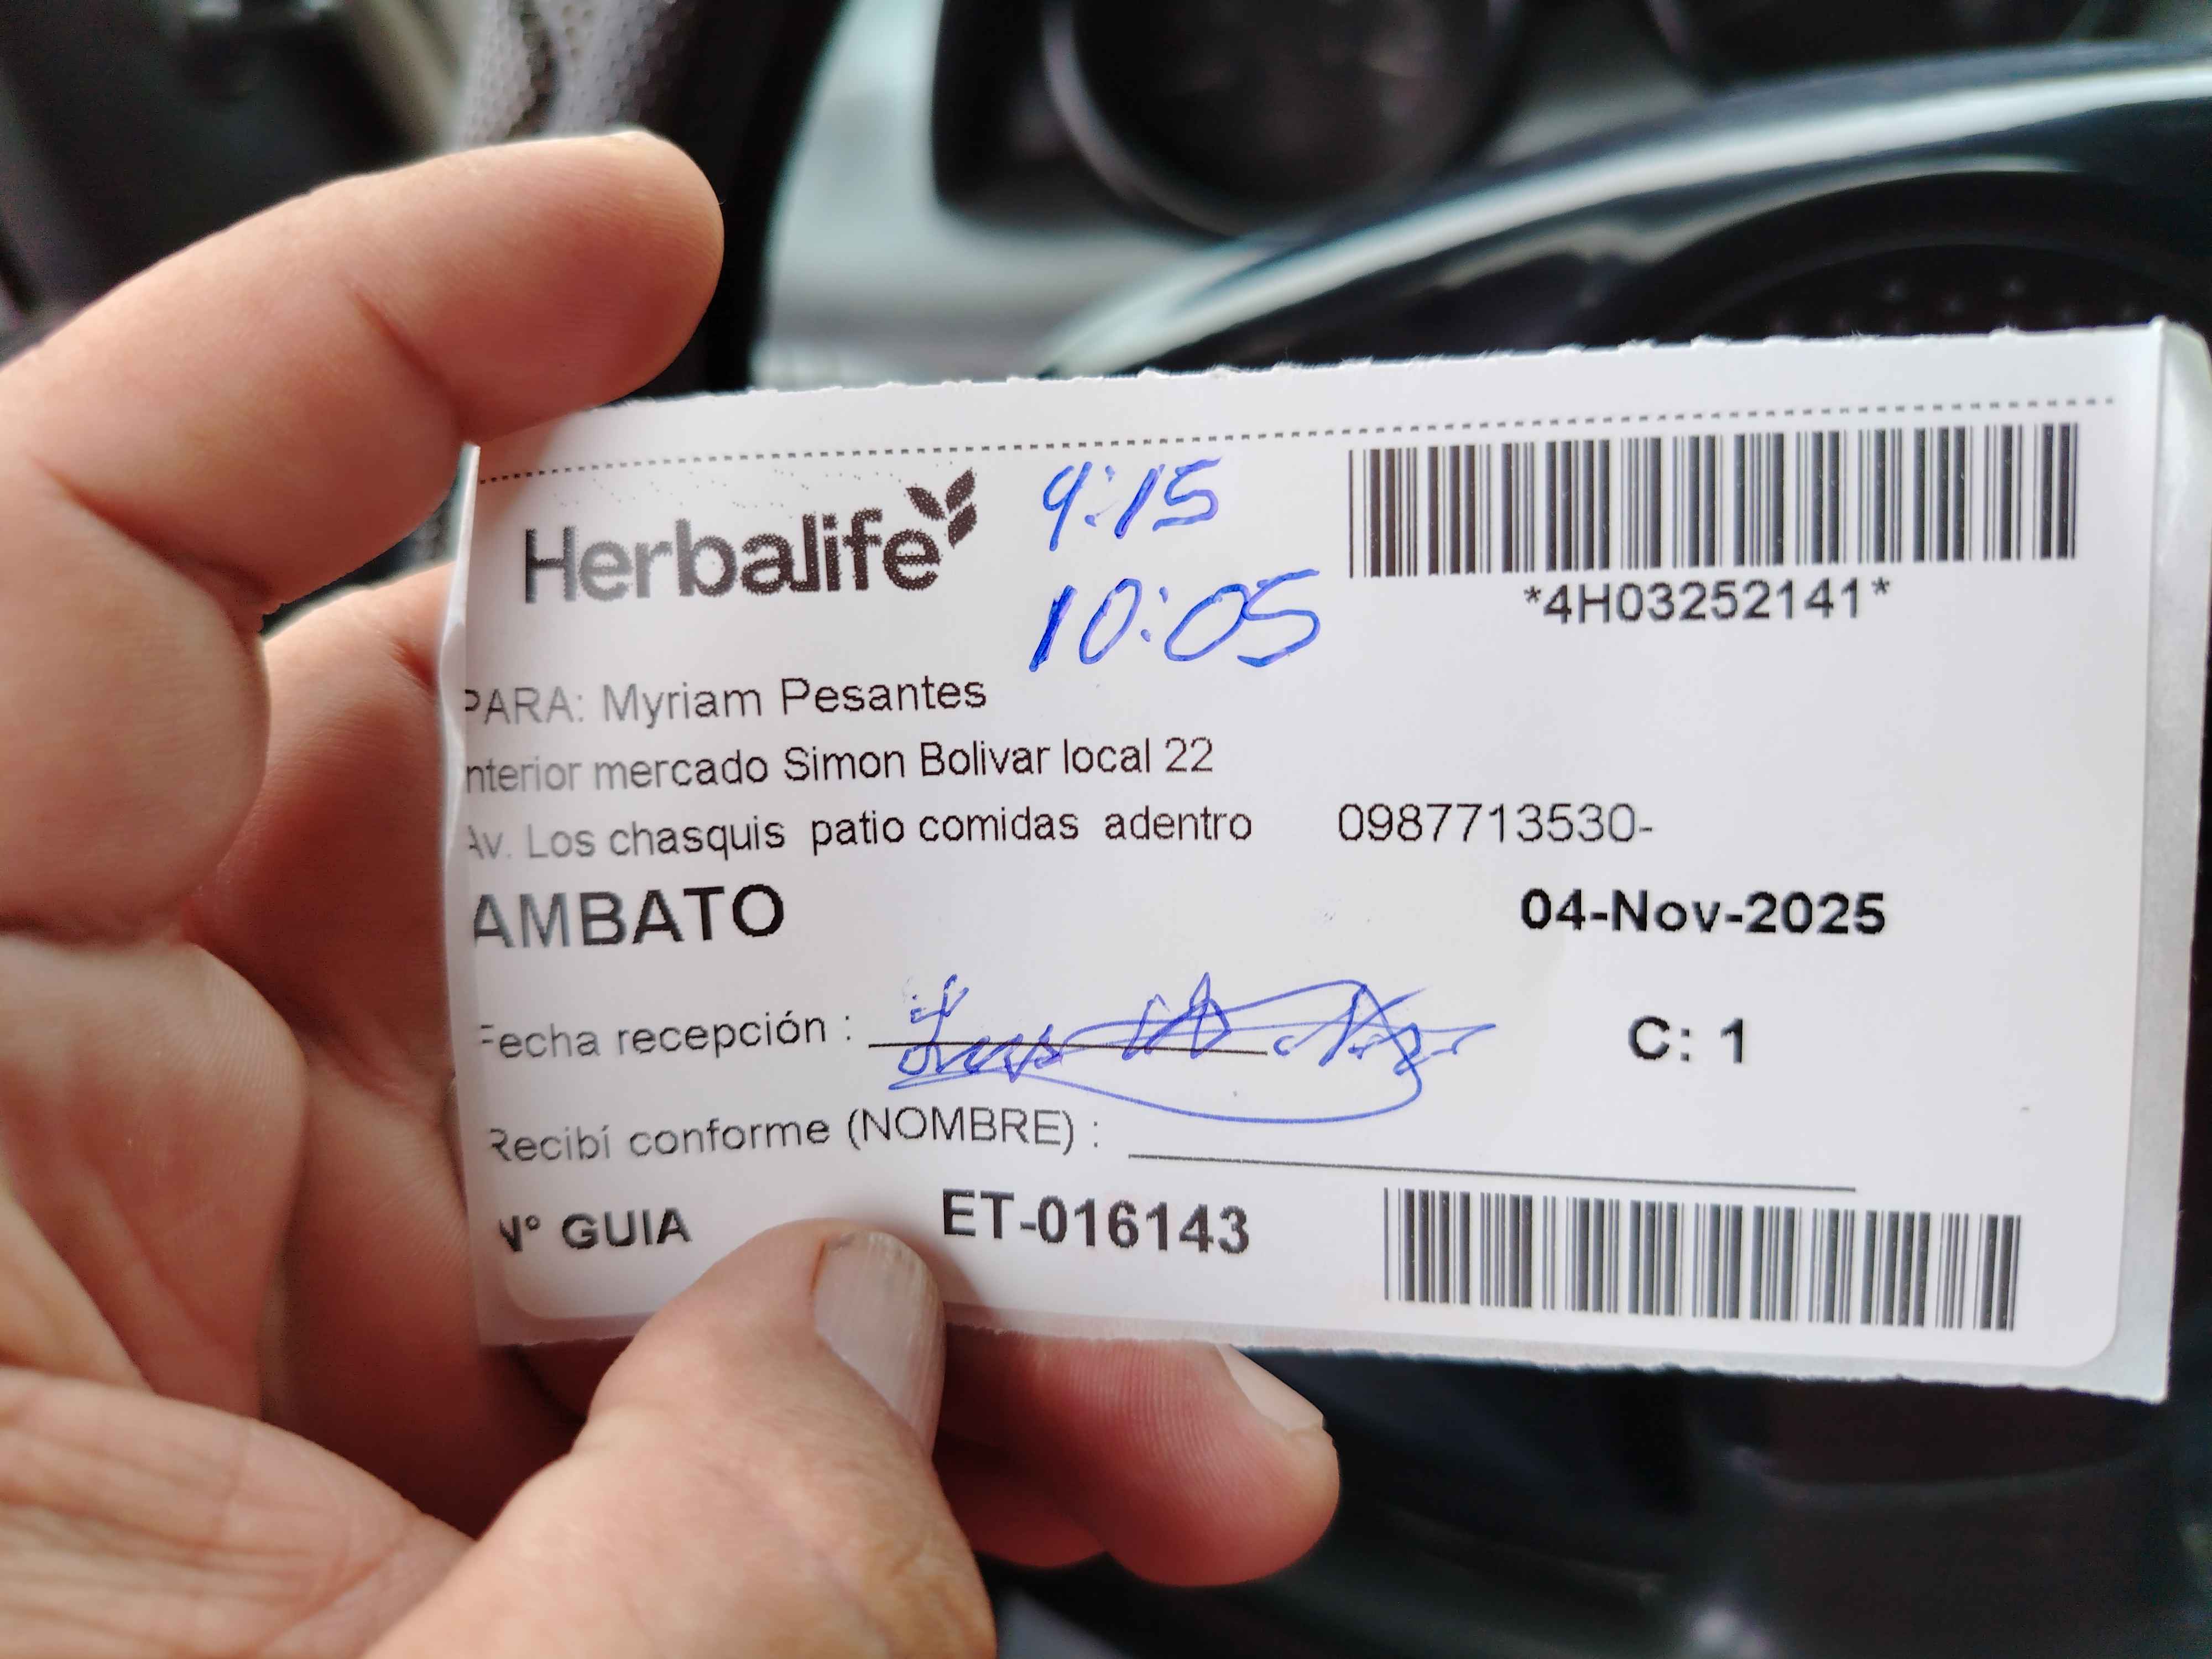 Herbalife
9:15
10:05
*4H03252141*
PARA: Myriam Pesantes
nterior mercado Simon Bolivar local 22
Av. Los chasquis patio comidas adentro 0987713530-
AMBATO 04-Nov-2025
Fecha recepción :
C: 1
Recibí conforme (NOMBRE) :
N° GUIA ET-016143